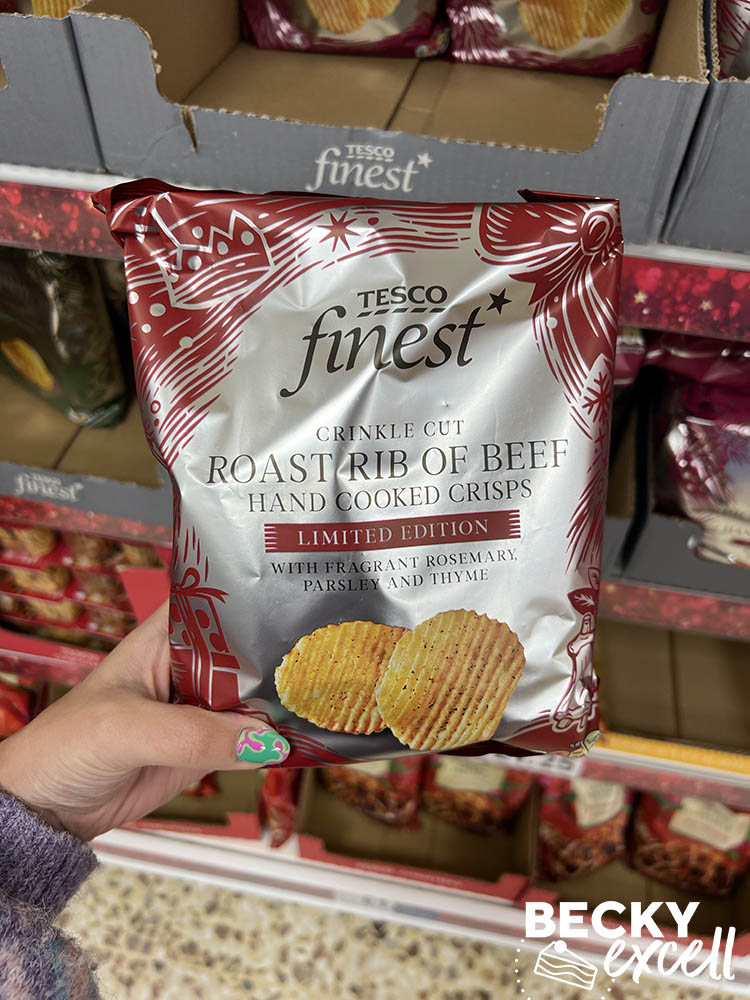 TESCO
finest
TESCO
finest
CRINKLE CUT
ROAST RIB OF BEEF
HAND COOKED CRISPS
LIMITED EDITION
WITH FRAGRANT ROSEMARY,
PARSLEY AND THYME
TESCO
finest
BECKY
excell